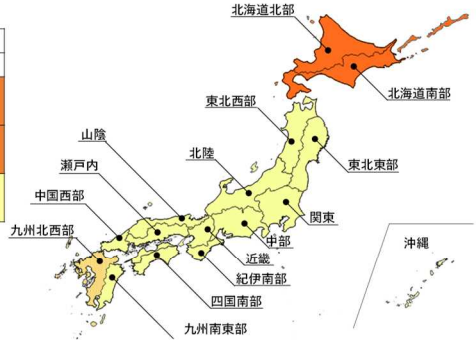 北海道北部
北海道南部
東北西部
山陰
北陸
東北東部
瀬戸内
中国西部
関東
九州北西部
中部
沖縄
近畿
紀伊南部
四国南部
九州南東部